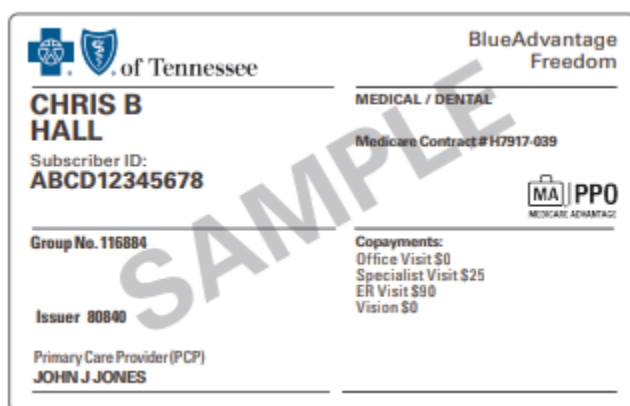 of Tennessee
BlueAdvantage
Freedom
CHRIS B
HALL
Subscriber ID:
ABCD12345678
MEDICAL / DENTAL
Medicare Contract # H7917-039
MA PPO
MEDICARE ADVANTAGE
Group No. 116884
Issuer 80840
Copayments:
Office Visit $0
Specialist Visit $25
ER Visit $90
Vision $0
Primary Care Provider (PCP)
JOHN J JONES
SAMPLE